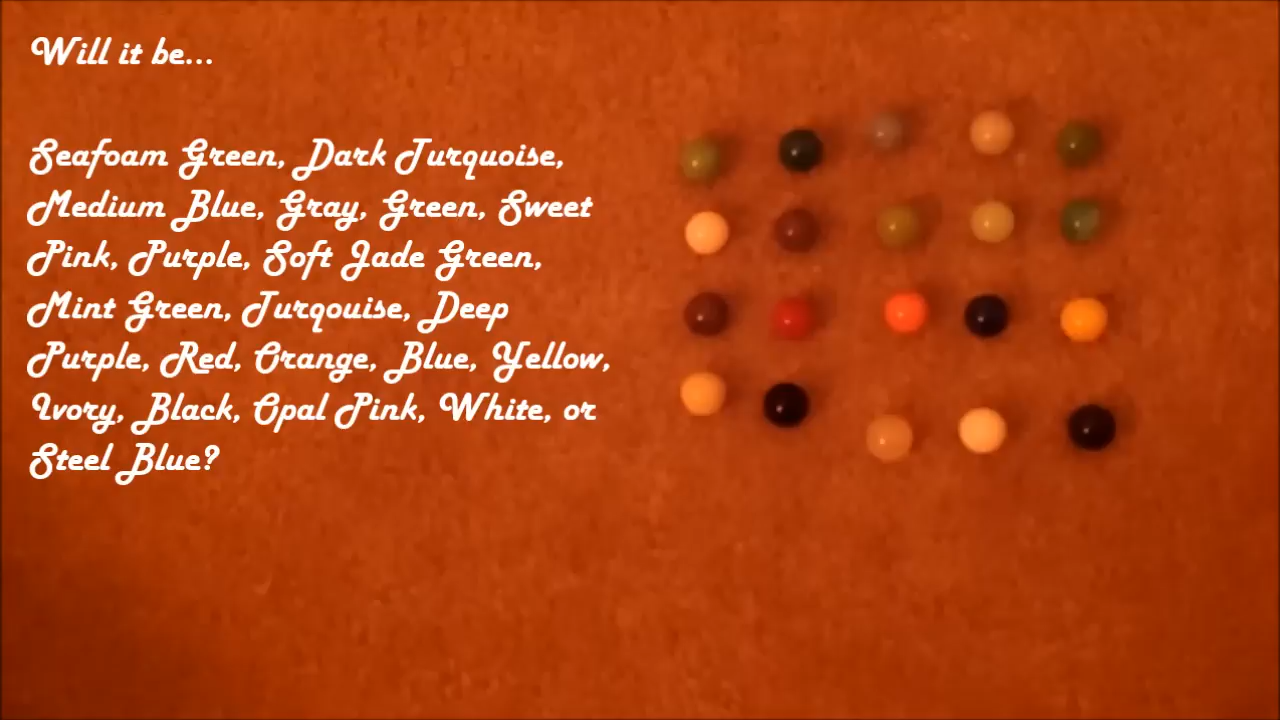 Will it be...
Seafoam Green, Dark Turquoise,
Medium Blue, Gray, Green, Sweet
Pink, Purple, Soft Jade Green,
Mint Green, Turqouise, Deep
Purple, Red, Orange, Blue, Yellow,
Ivory, Black, Opal Pink, White, or
Steel Blue?